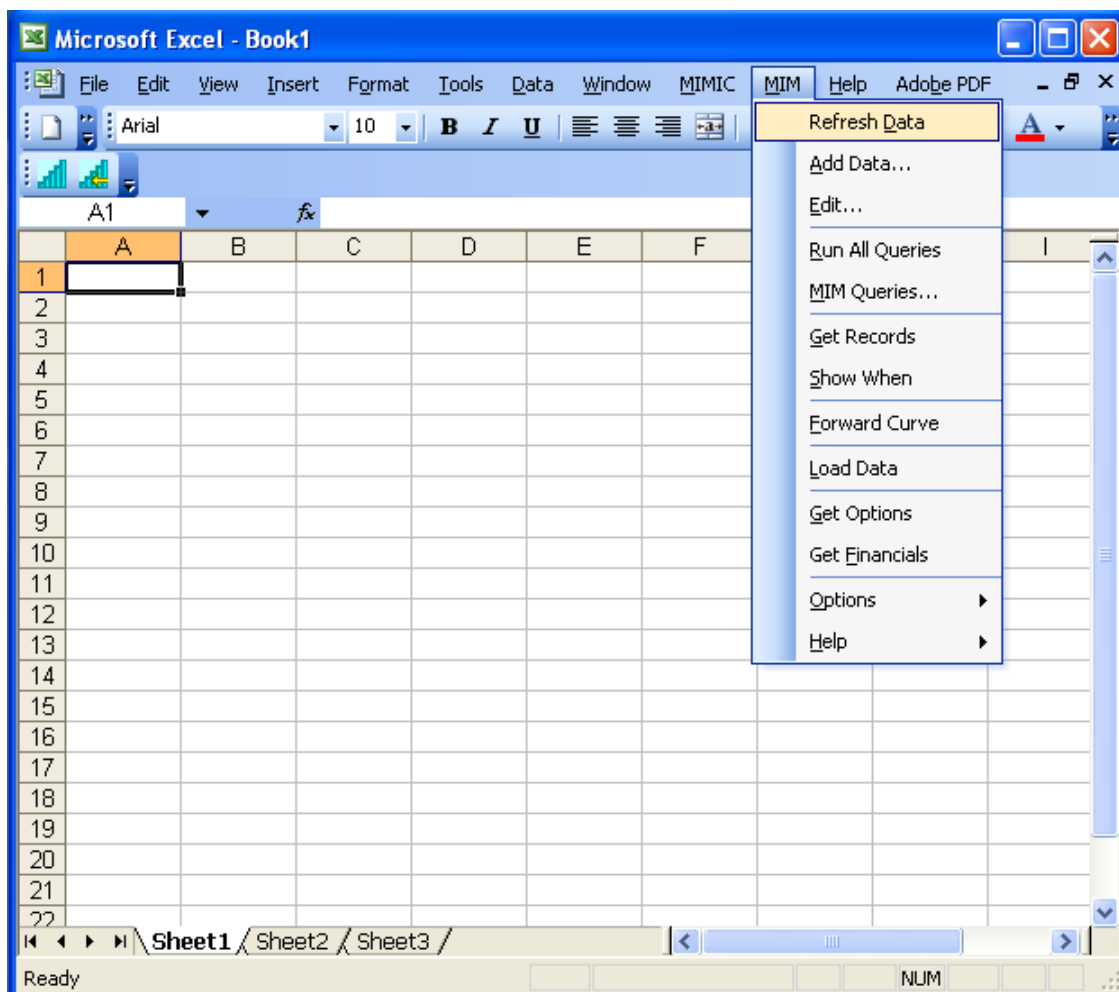 Microsoft Excel - Book1
File Edit View Insert Format Tools Data Window MIMIC MIM Help Adobe PDF
Arial 10 B I U A
A1 fx
A B C D E F I
Refresh Data
Add Data...
Edit...
Run All Queries
MIM Queries...
Get Records
Show When
Forward Curve
Load Data
Get Options
Get Financials
Options
Help
1
2
3
4
5
6
7
8
9
10
11
12
13
14
15
16
17
18
19
20
21
22
Sheet1 Sheet2 Sheet3
Ready NUM